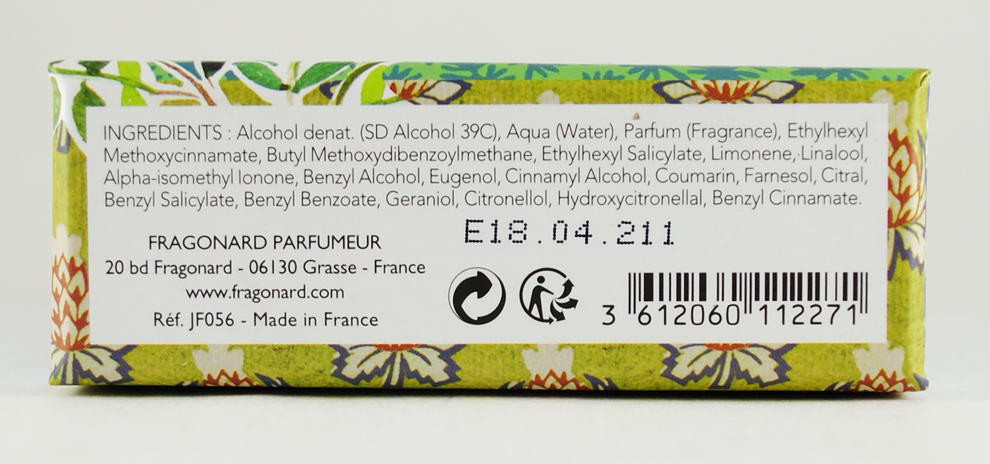 INGREDIENTS : Alcohol denat. (SD Alcohol 39C), Aqua (Water), Parfum (Fragrance), Ethylhexyl
Methoxycinnamate, Butyl Methoxydibenzoylmethane, Ethylhexyl Salicylate, Limonene, Linalool,
Alpha-isomethyl Ionone, Benzyl Alcohol, Eugenol, Cinnamyl Alcohol, Coumarin, Farnesol, Citral,
Benzyl Salicylate, Benzyl Benzoate, Geraniol, Citronellol, Hydroxycitronellal, Benzyl Cinnamate.
E18.04.211
FRAGONARD PARFUMEUR
20 bd Fragonard - 06130 Grasse - France
www.fragonard.com
Réf. JF056 - Made in France
3 612060 112271